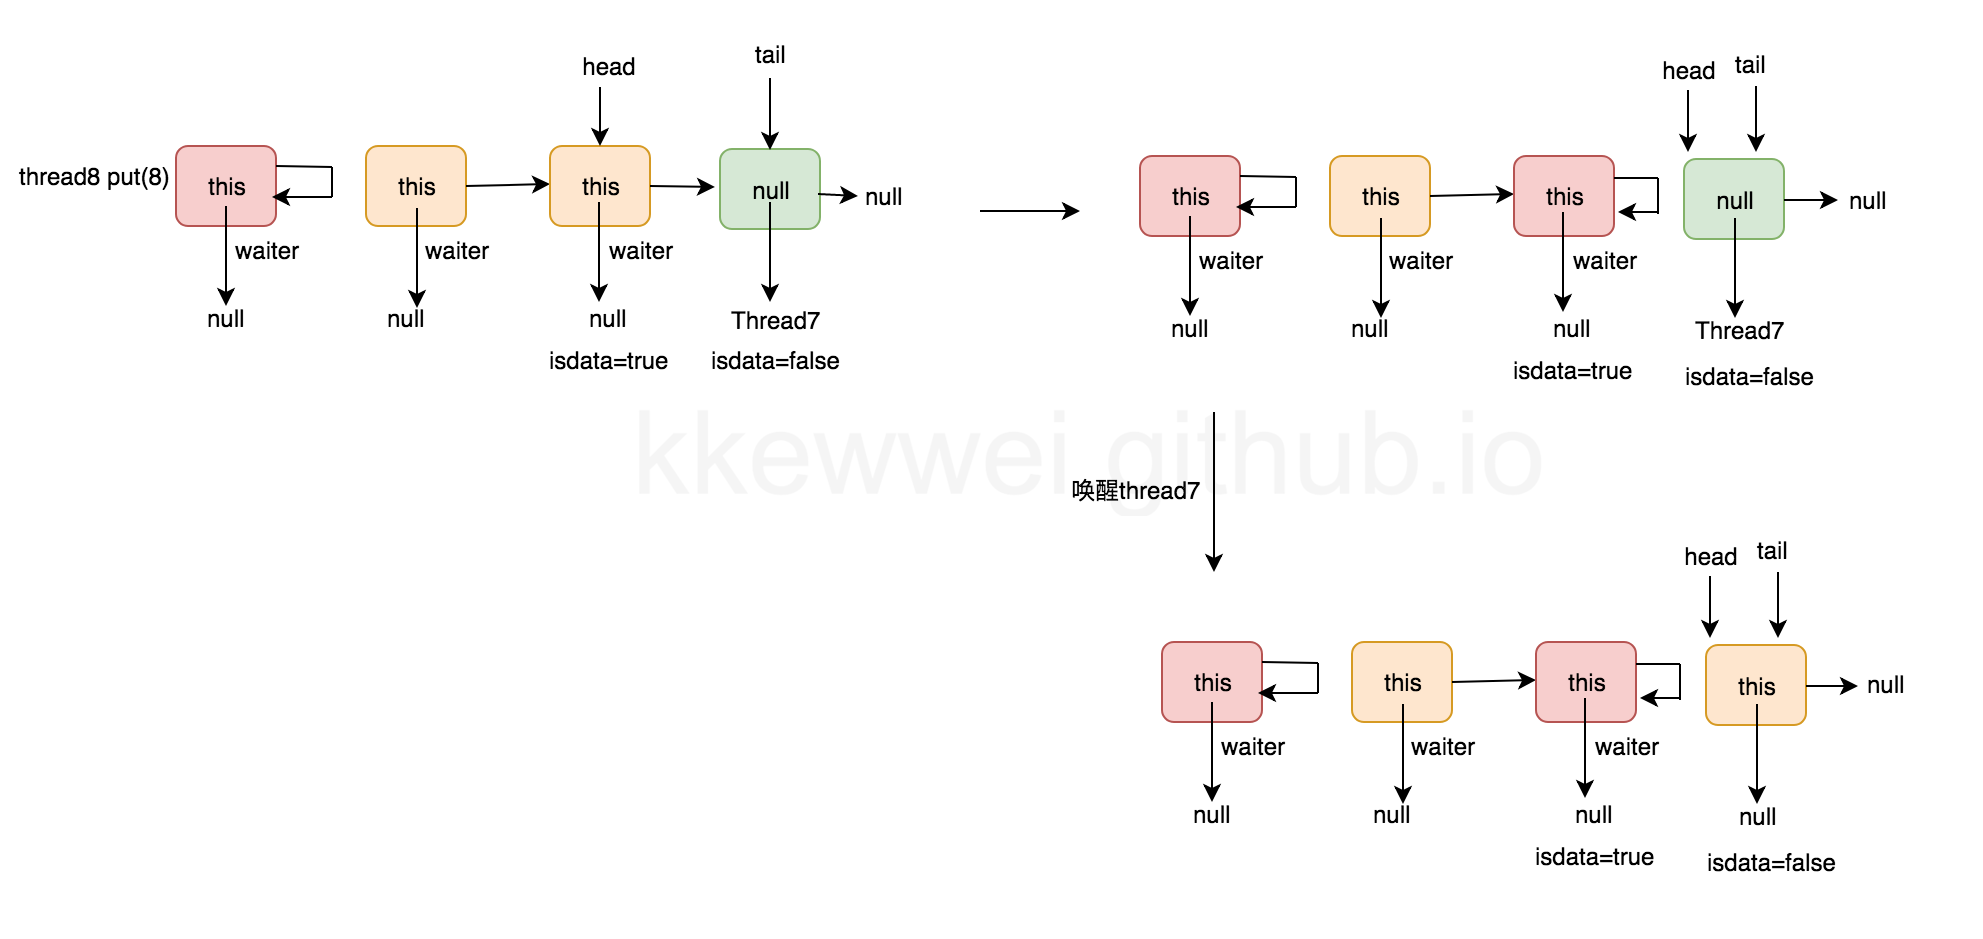 head
tail
thread8 put(8)
this
this
this
null
null
waiter
waiter
waiter
null
null
null
Thread7
isdata=true
isdata=false
head
tail
this
this
this
null
null
waiter
waiter
waiter
null
null
null
Thread7
isdata=true
isdata=false
kkewwei.github.io
唤醒thread7
head
tail
this
this
this
this
null
waiter
waiter
waiter
null
null
null
null
isdata=true
isdata=false